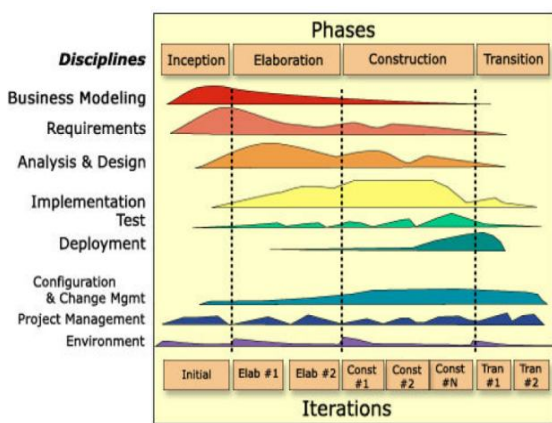 Phases
Disciplines
Inception Elaboration Construction Transition
Business Modeling
Requirements
Analysis & Design
Implementation
Test
Deployment
Configuration
& Change Mgmt
Project Management
Environment
Initial Elab #1 Elab #2 Const #1 Const #2 Const #N Tran #1 Tran #2
Iterations